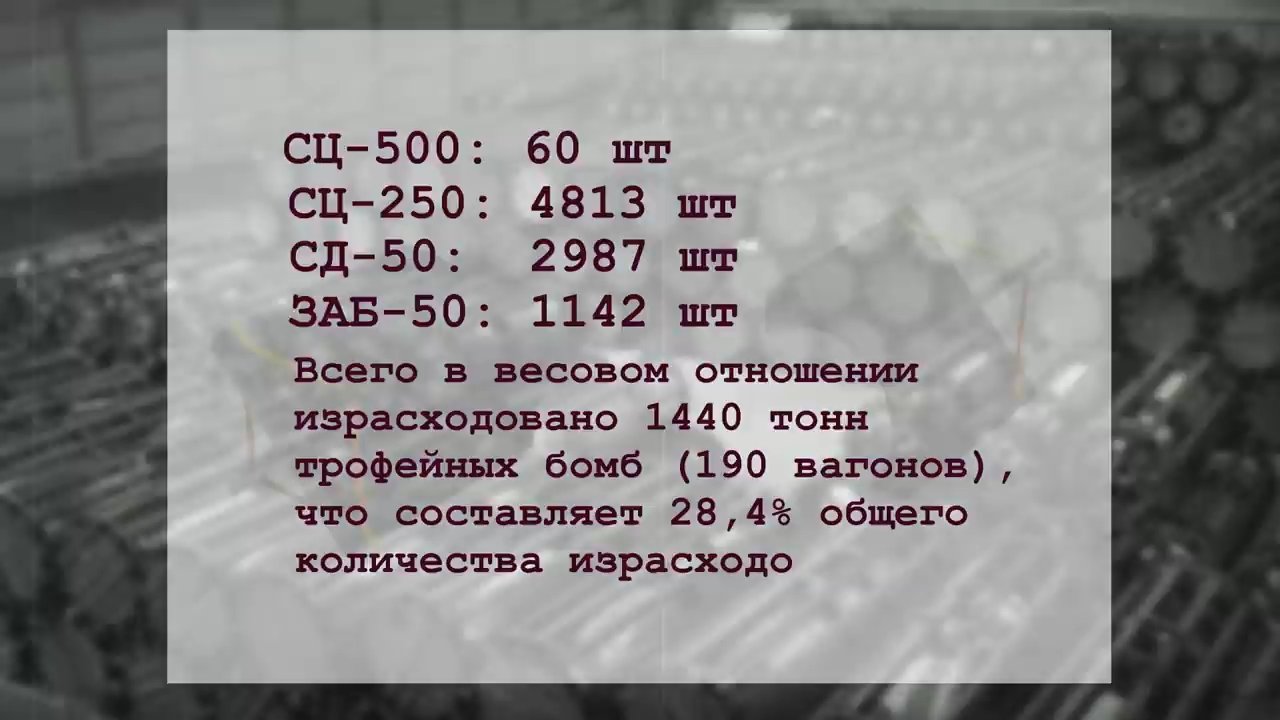 СЦ-500: 60 шт
СЦ-250: 4813 шт
СД-50: 2987 шт
ЗАБ-50: 1142 шт
Всего в весовом отношении
израсходовано 1440 тонн
трофейных бомб (190 вагонов),
что составляет 28,4% общего
количества израсходо